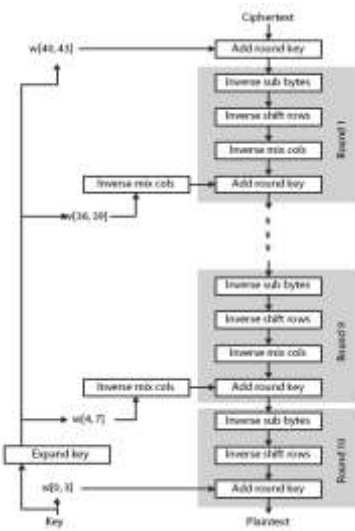 Ciphertext
w[40, 43]
Add round key
Inverse sub bytes
Inverse shift rows
Inverse mix cols
Inverse mix cols
Add round key
Round 1
w[36, 39]
Inverse sub bytes
Inverse shift rows
Inverse mix cols
Inverse mix cols
Add round key
Round 9
w[4, 7]
Inverse sub bytes
Expand key
Inverse shift rows
w[0, 3]
Add round key
Round 10
Key
Plaintext